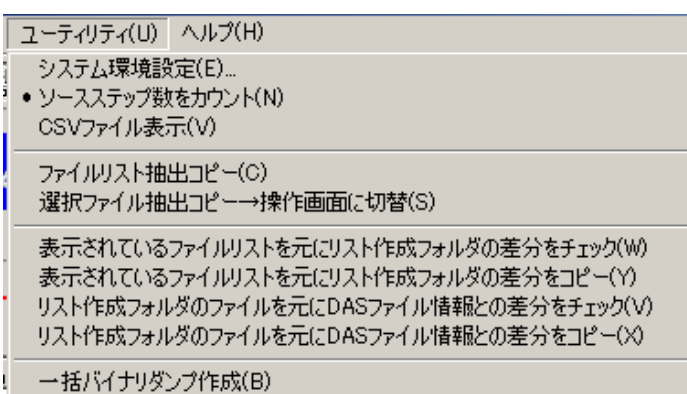 ユーティリティ(U) ヘルプ(H)
システム環境設定(E)...
• ソースステップ数をカウント(N)
CSVファイル表示(V)
ファイルリスト抽出コピー(C)
選択ファイル抽出コピー→操作画面に切替(S)
表示されているファイルリストを元にリスト作成フォルダの差分をチェック(W)
表示されているファイルリストを元にリスト作成フォルダの差分をコピー(Y)
リスト作成フォルダのファイルを元にDASファイル情報との差分をチェック(V)
リスト作成フォルダのファイルを元にDASファイル情報との差分をコピー(X)
一括バイナリダンプ作成(B)